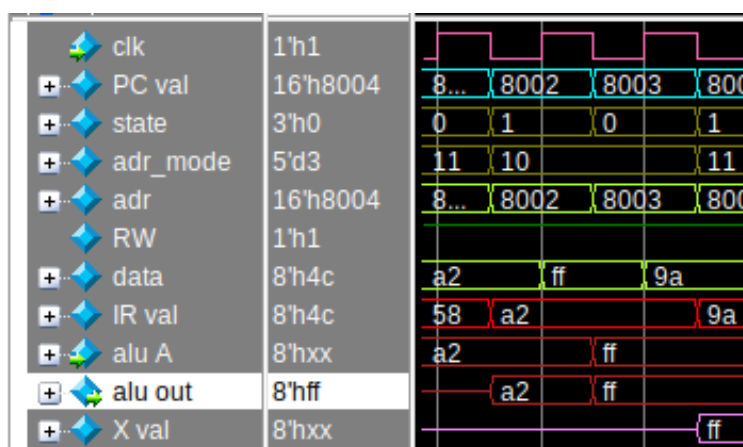 clk 1'h1
PC val 16'h8004 8... 8002 8003 800
state 3'h0 0 1 0 1
adr_mode 5'd3 11 10 11
adr 16'h8004 8... 8002 8003 800
RW 1'h1
data 8'h4c a2 ff 9a
IR val 8'h4c 58 a2 9a
alu A 8'hxx a2 ff
alu out 8'hff a2 ff
X val 8'hxx ff